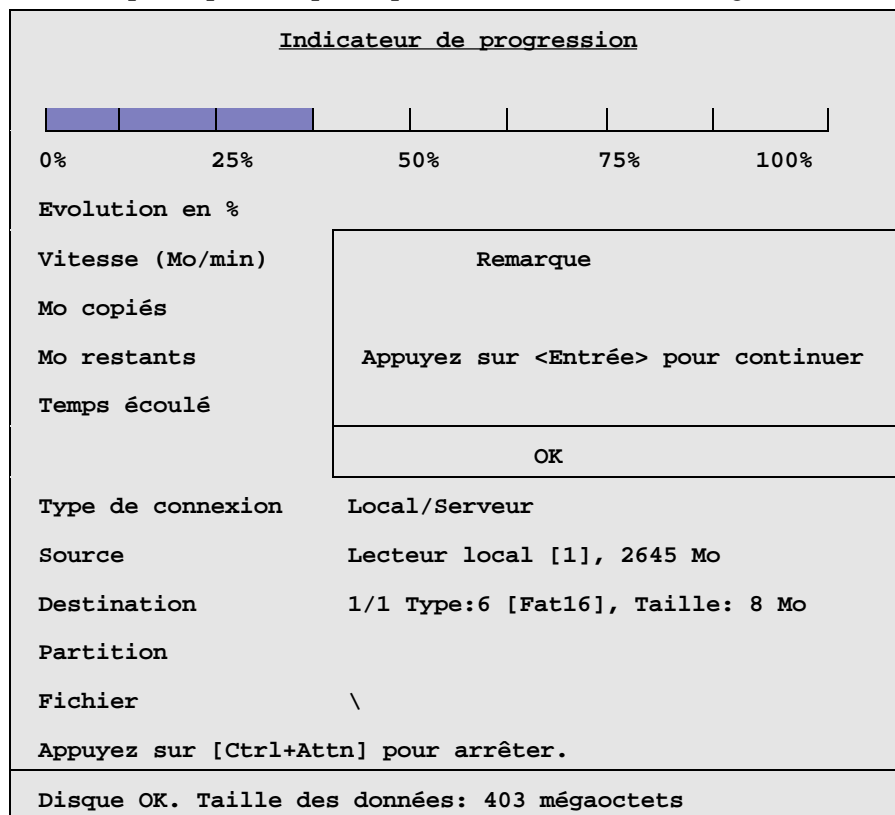 Indicateur de progression
0% 25% 50% 75% 100%
Evolution en %
Vitesse (Mo/min)
Remarque
Mo copiés
Mo restants
Appuyez sur <Entrée> pour continuer
Temps écoulé
OK
Type de connexion Local/Serveur
Source Lecteur local [1], 2645 Mo
Destination 1/1 Type:6 [Fat16], Taille: 8 Mo
Partition
Fichier \
Appuyez sur [Ctrl+Attn] pour arrêter.
Disque OK. Taille des données: 403 mégaoctets